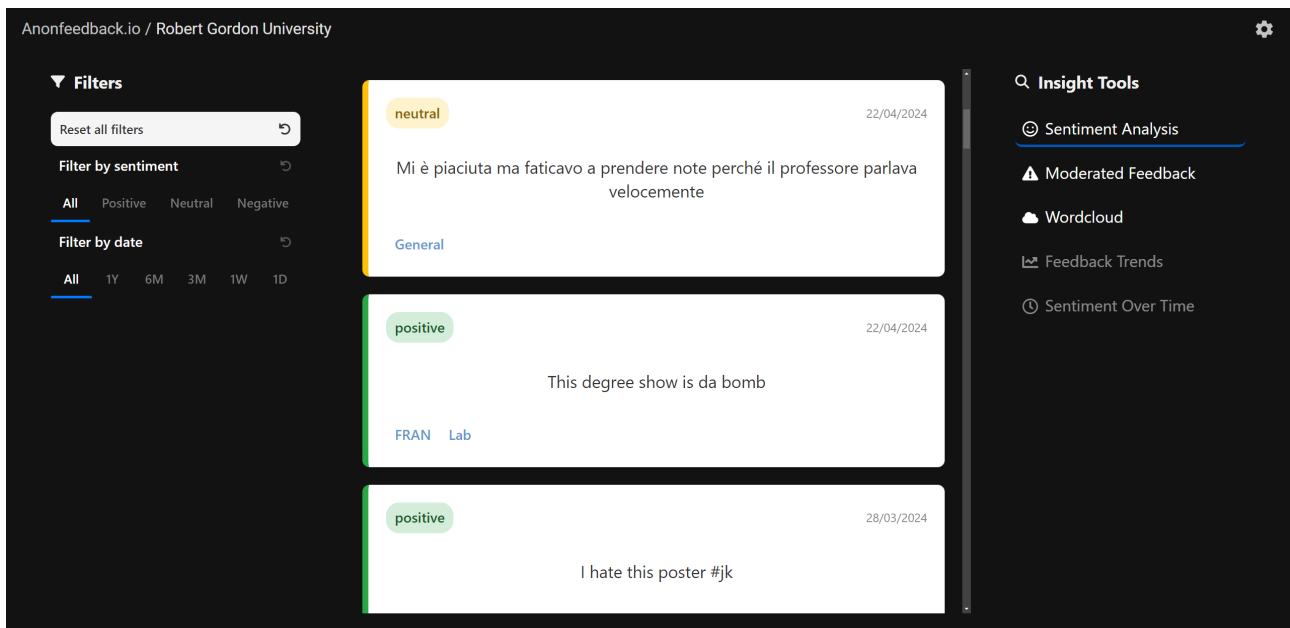 Anonfeedback.io / Robert Gordon University
Filters
Reset all filters
Filter by sentiment
All Positive Neutral Negative
Filter by date
All 1Y 6M 3M 1W 1D
neutral 22/04/2024
Mi è piaciuta ma faticavo a prendere note perché il professore parlava
velocemente
General
positive 22/04/2024
This degree show is da bomb
FRAN Lab
positive 28/03/2024
I hate this poster #jk
Insight Tools
Sentiment Analysis
Moderated Feedback
Wordcloud
Feedback Trends
Sentiment Over Time